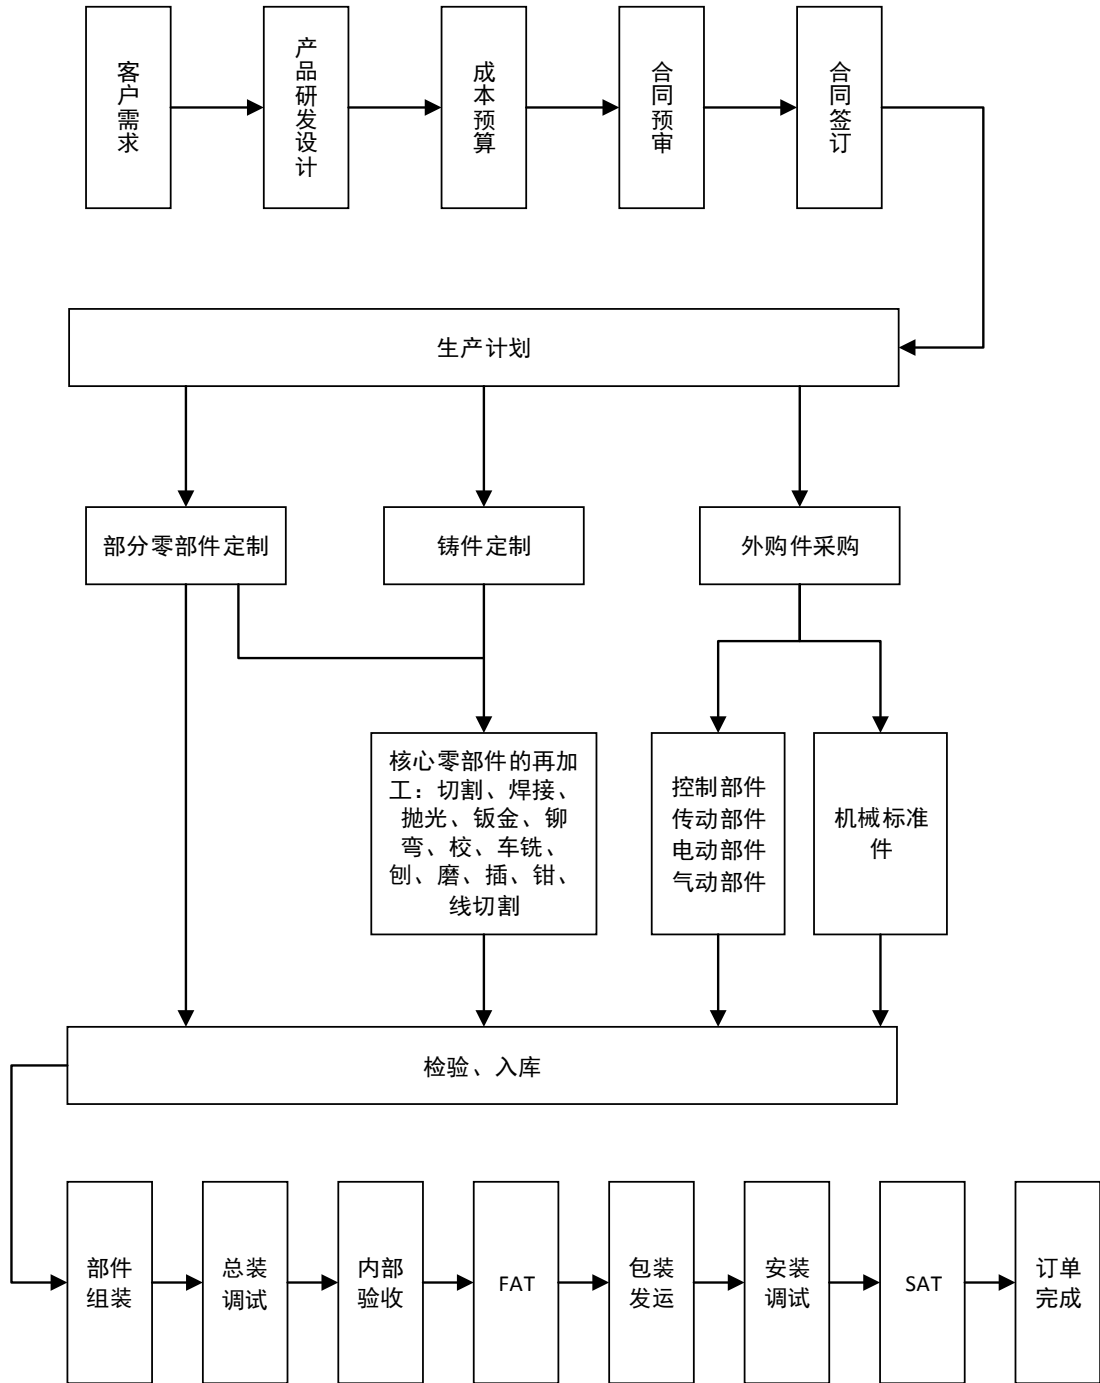 客户需求
产品研发设计
成本预算
合同预审
合同签订
生产计划
部分零部件定制
铸件定制
外购件采购
核心零部件的再加
工：切割、焊接、
抛光、钣金、铆
弯、校、车铣、
刨、磨、插、钳、
线切割
控制部件
传动部件
电动部件
气动部件
机械标准
件
检验、入库
部件
组装
总装
调试
内部
验收
FAT
包装
发运
安装
调试
SAT
订单
完成